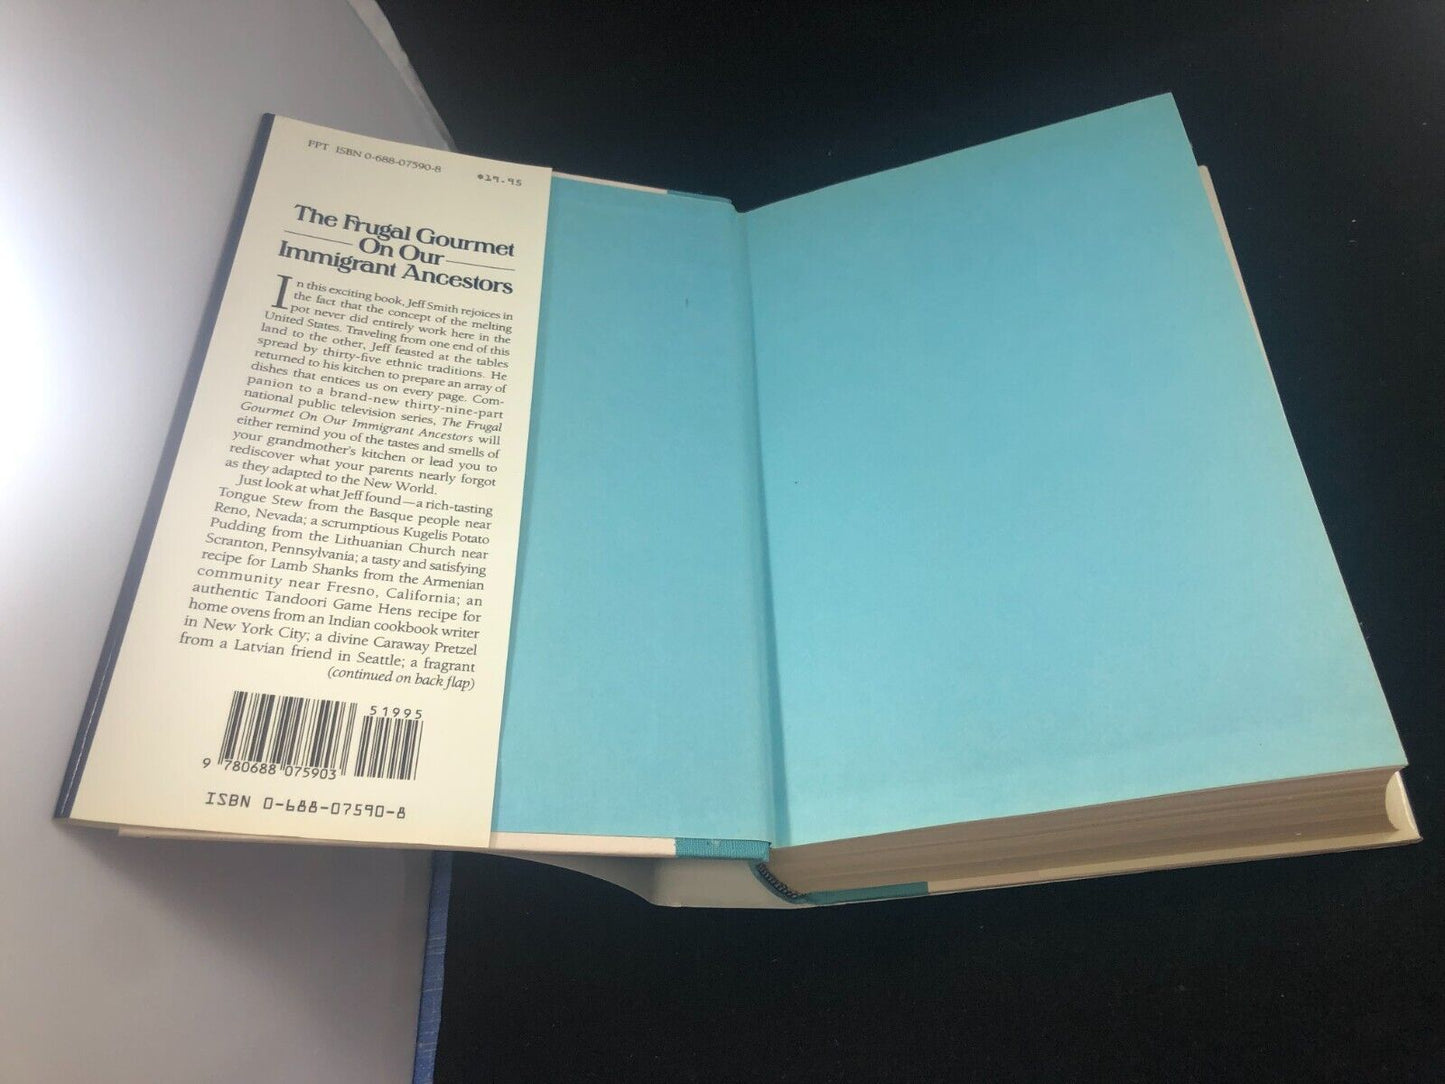 FPT ISBN 0-688-07590-8
$19.95
The Frugal Gourmet
On Our
Immigrant Ancestors
In this exciting book, Jeff Smith rejoices in
the fact that the concept of the melting
pot never did entirely work here in the
United States. Traveling from one end of this
land to the other, Jeff feasted at the tables
spread by thirty-five ethnic traditions. He
returned to his kitchen to prepare an array of
dishes that entices us on every page. Com-
panion to a brand-new thirty-nine-part
national public television series, The Frugal
Gourmet On Our Immigrant Ancestors will
either remind you of the tastes and smells of
your grandmother's kitchen or lead you to
rediscover what your parents nearly forgot
as they adapted to the New World.
Just look at what Jeff found—a rich-tasting
Tongue Stew from the Basque people near
Reno, Nevada; a scrumptious Kugelis Potato
Pudding from the Lithuanian Church near
Scranton, Pennsylvania; a tasty and satisfying
recipe for Lamb Shanks from the Armenian
community near Fresno, California; an
authentic Tandoori Game Hens recipe for
home ovens from an Indian cookbook writer
in New York City; a divine Caraway Pretzel
from a Latvian friend in Seattle; a fragrant
(continued on back flap)
51995
9 780688 075903
ISBN 0-688-07590-8